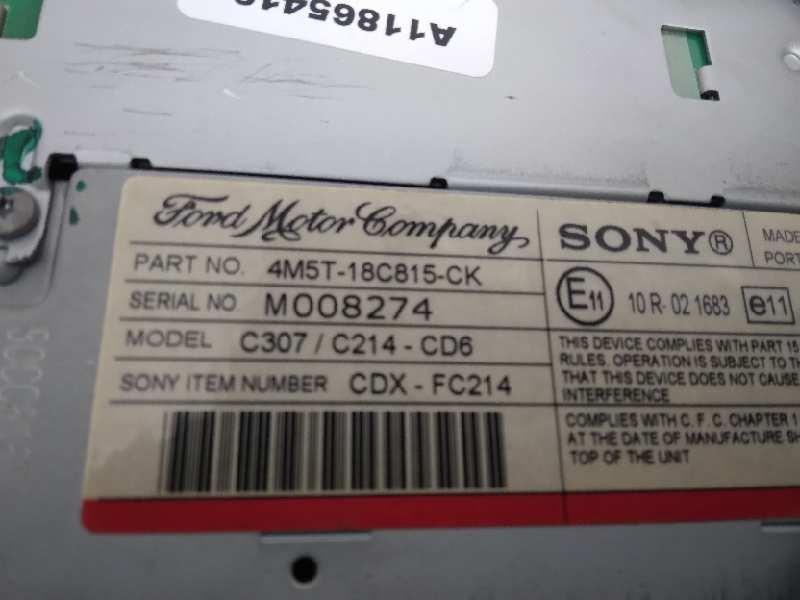 A11865419
Ford Motor Company
PART NO. 4M5T-18C815-CK
SERIAL NO M008274
MODEL C307 / C214 - CD6
SONY ITEM NUMBER CDX - FC214
SONY®
MADE
PORT
E11 10 R- 02 1683 e11
THIS DEVICE COMPLIES WITH PART 15
RULES. OPERATION IS SUBJECT TO
THAT THIS DEVICE DOES NOT CAUSE
INTERFERENCE
COMPLIES WITH C. F. C. CHAPTER 1
AT THE DATE OF MANUFACTURE
TOP OF THE UNIT